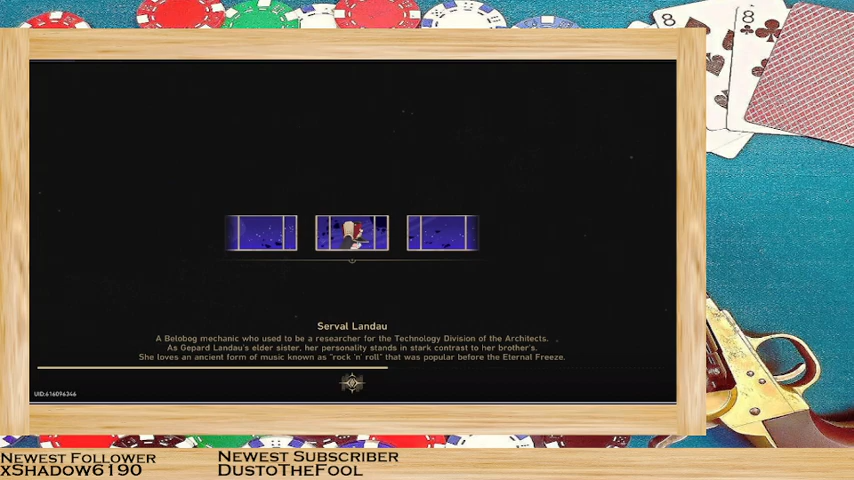 8
8
Serval Landau
A Belobog mechanic who used to be a researcher for the Technology Division of the Architects.
As Gepard Landau's elder sister, her personality stands in stark contrast to her brother's.
She loves an ancient form of music known as "rock 'n' roll" that was popular before the Eternal Freeze.
UID:616096346
Newest Follower
xShadow6190
Newest Subscriber
DustoTheFool